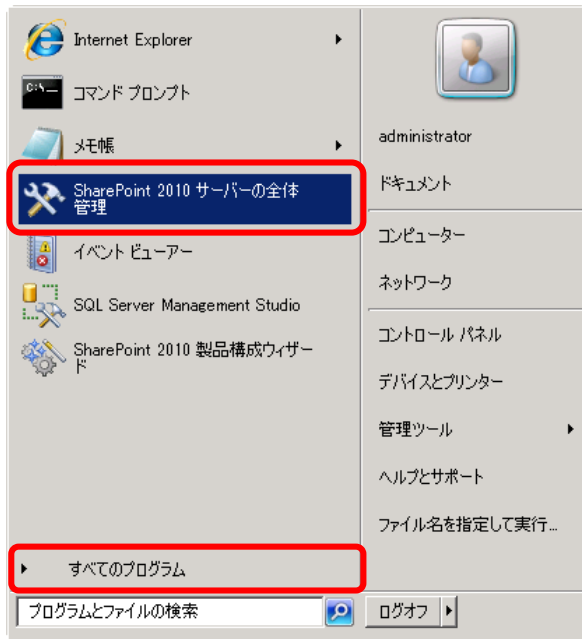 Internet Explorer
コマンド プロンプト
メモ帳
SharePoint 2010 サーバーの全体
管理
イベント ビューアー
SQL Server Management Studio
SharePoint 2010 製品構成ウィザー
ド
すべてのプログラム
プログラムとファイルの検索
administrator
ドキュメント
コンピューター
ネットワーク
コントロール パネル
デバイスとプリンター
管理ツール
ヘルプとサポート
ファイル名を指定して実行...
ログオフ